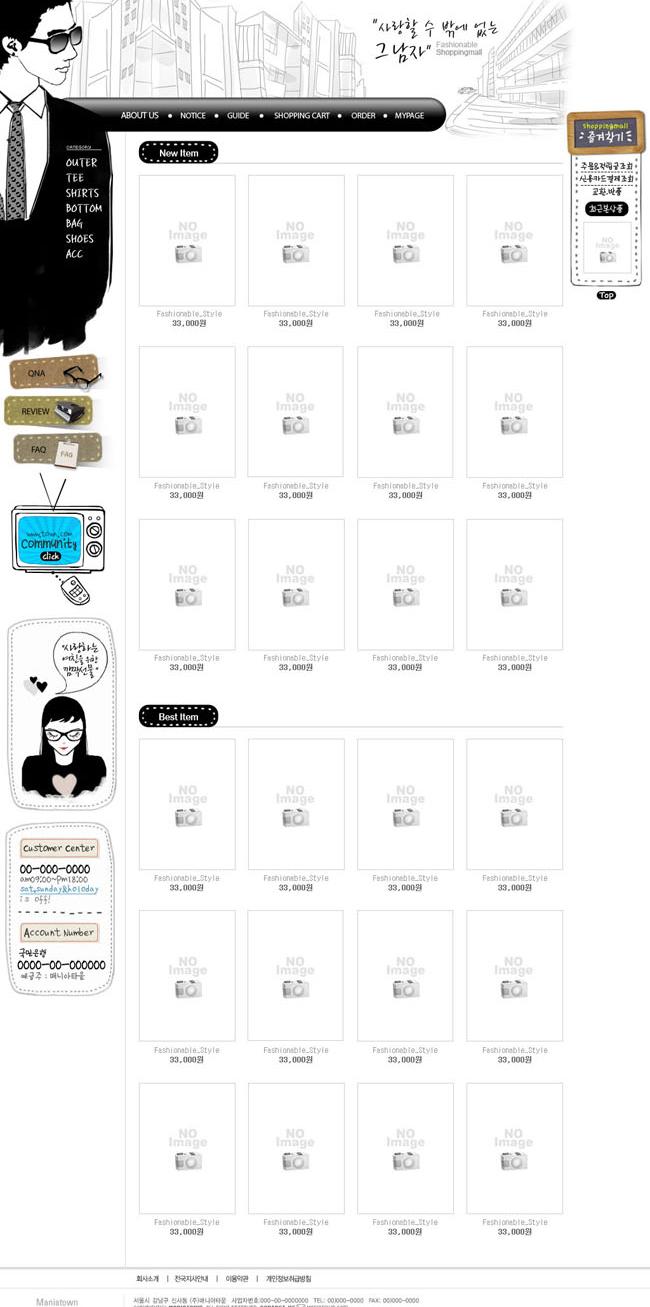 "사랑할 수 밖에 없는
그 남자" Fashionable
Shoppingmall
ABOUT US • NOTICE • GUIDE • SHOPPING CART • ORDER • MYPAGE
CATEGORY
OUTER
TEE
SHIRTS
BOTTOM
BAG
SHOES
ACC
Shoppingmall
즐겨찾기
주문&적립금조회
신용카드결제조회
교환,반품
최근본상품
NO
Image
Top
New Item
NO Image NO Image NO Image NO Image
Fashionable_Style Fashionable_Style Fashionable_Style Fashionable_Style
33,000원 33,000원 33,000원 33,000원
NO Image NO Image NO Image NO Image
Fashionable_Style Fashionable_Style Fashionable_Style Fashionable_Style
33,000원 33,000원 33,000원 33,000원
NO Image NO Image NO Image NO Image
Fashionable_Style Fashionable_Style Fashionable_Style Fashionable_Style
33,000원 33,000원 33,000원 33,000원
QNA
REVIEW
FAQ
FAQ
community
click
"사랑하는
여친을 위한
깜짝선물"
Customer Center
00-000-0000
am09:00~pm18:00
sat,sunday&holoday
is off!
Account Number
국민은행
0000-00-000000
예금주 : 매니아타운
Best Item
NO Image NO Image NO Image NO Image
Fashionable_Style Fashionable_Style Fashionable_Style Fashionable_Style
33,000원 33,000원 33,000원 33,000원
NO Image NO Image NO Image NO Image
Fashionable_Style Fashionable_Style Fashionable_Style Fashionable_Style
33,000원 33,000원 33,000원 33,000원
NO Image NO Image NO Image NO Image
Fashionable_Style Fashionable_Style Fashionable_Style Fashionable_Style
33,000원 33,000원 33,000원 33,000원
회사소개 | 전국지사안내 | 이용약관 | 개인정보취급방침
Maniatown
서울시 강남구 신사동 (주)매니아타운 사업자번호:000-00-0000000 TEL: 00)000-0000 FAX: 00)000-0000